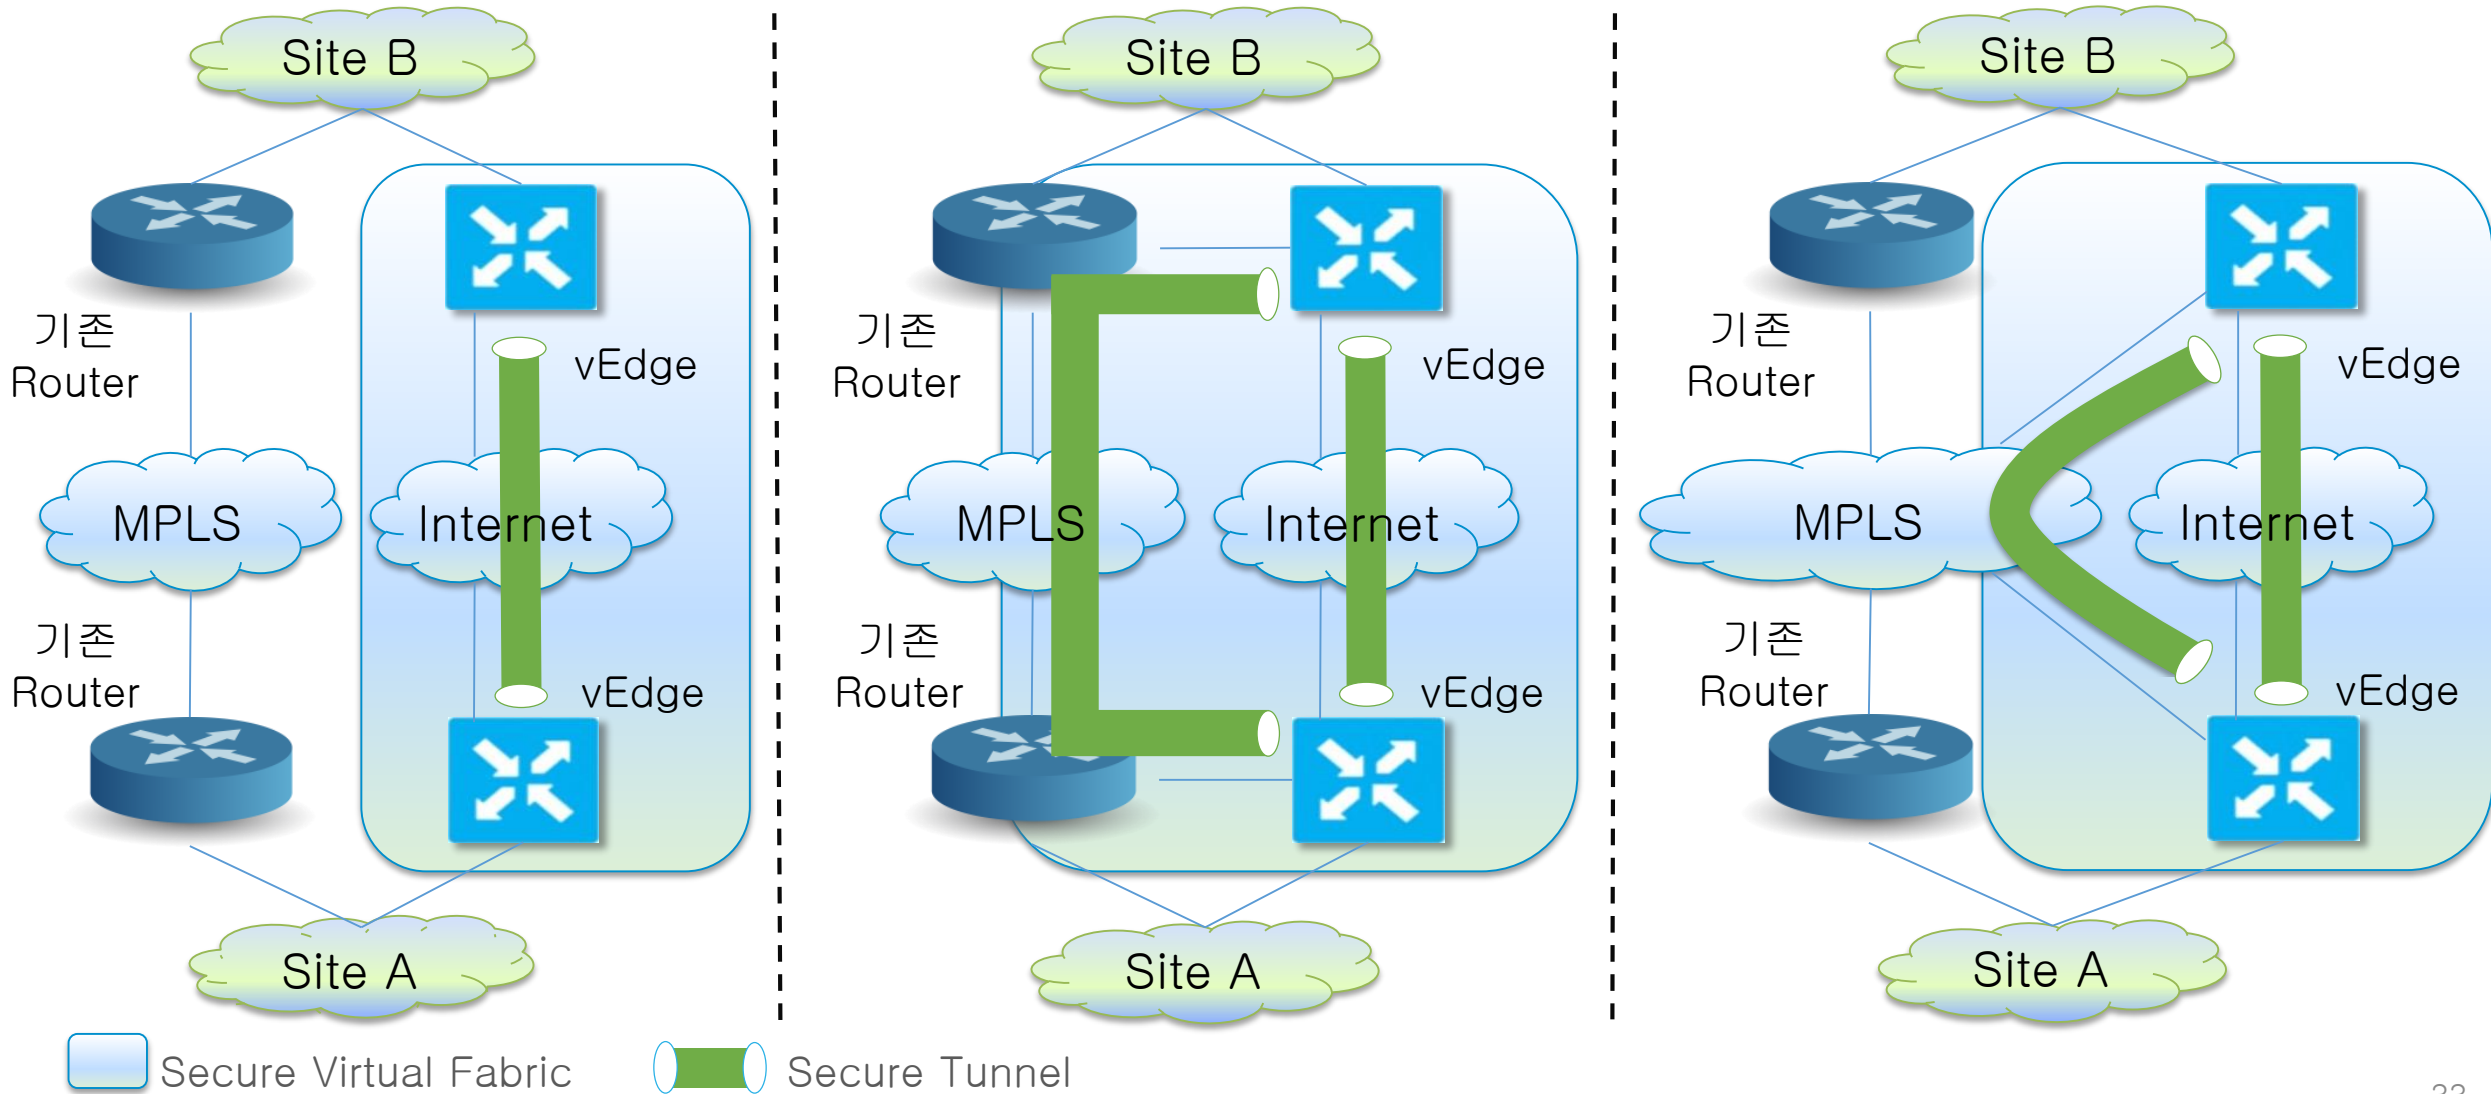 Site B
기존
Router
vEdge
MPLS
Internet
기존
Router
vEdge
Site A
Site B
기존
Router
vEdge
MPLS
Internet
기존
Router
vEdge
Site A
Site B
기존
Router
vEdge
MPLS
Internet
기존
Router
vEdge
Site A
Secure Virtual Fabric
Secure Tunnel